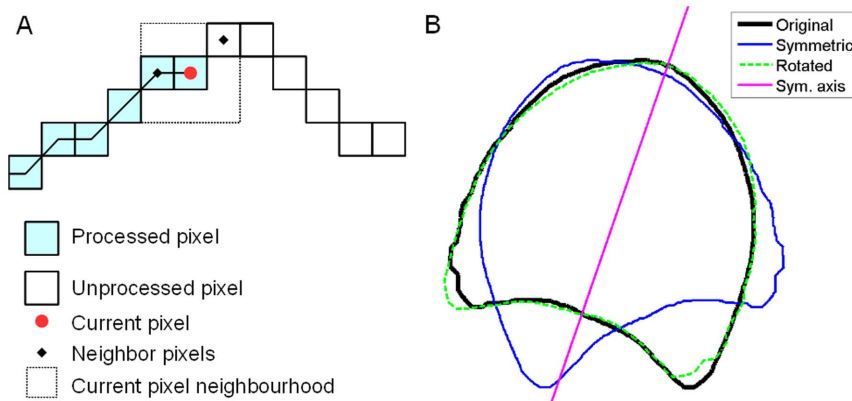 A
Processed pixel
Unprocessed pixel
Current pixel
Neighbor pixels
Current pixel neighbourhood
B
Original
Symmetric
Rotated
Sym. axis